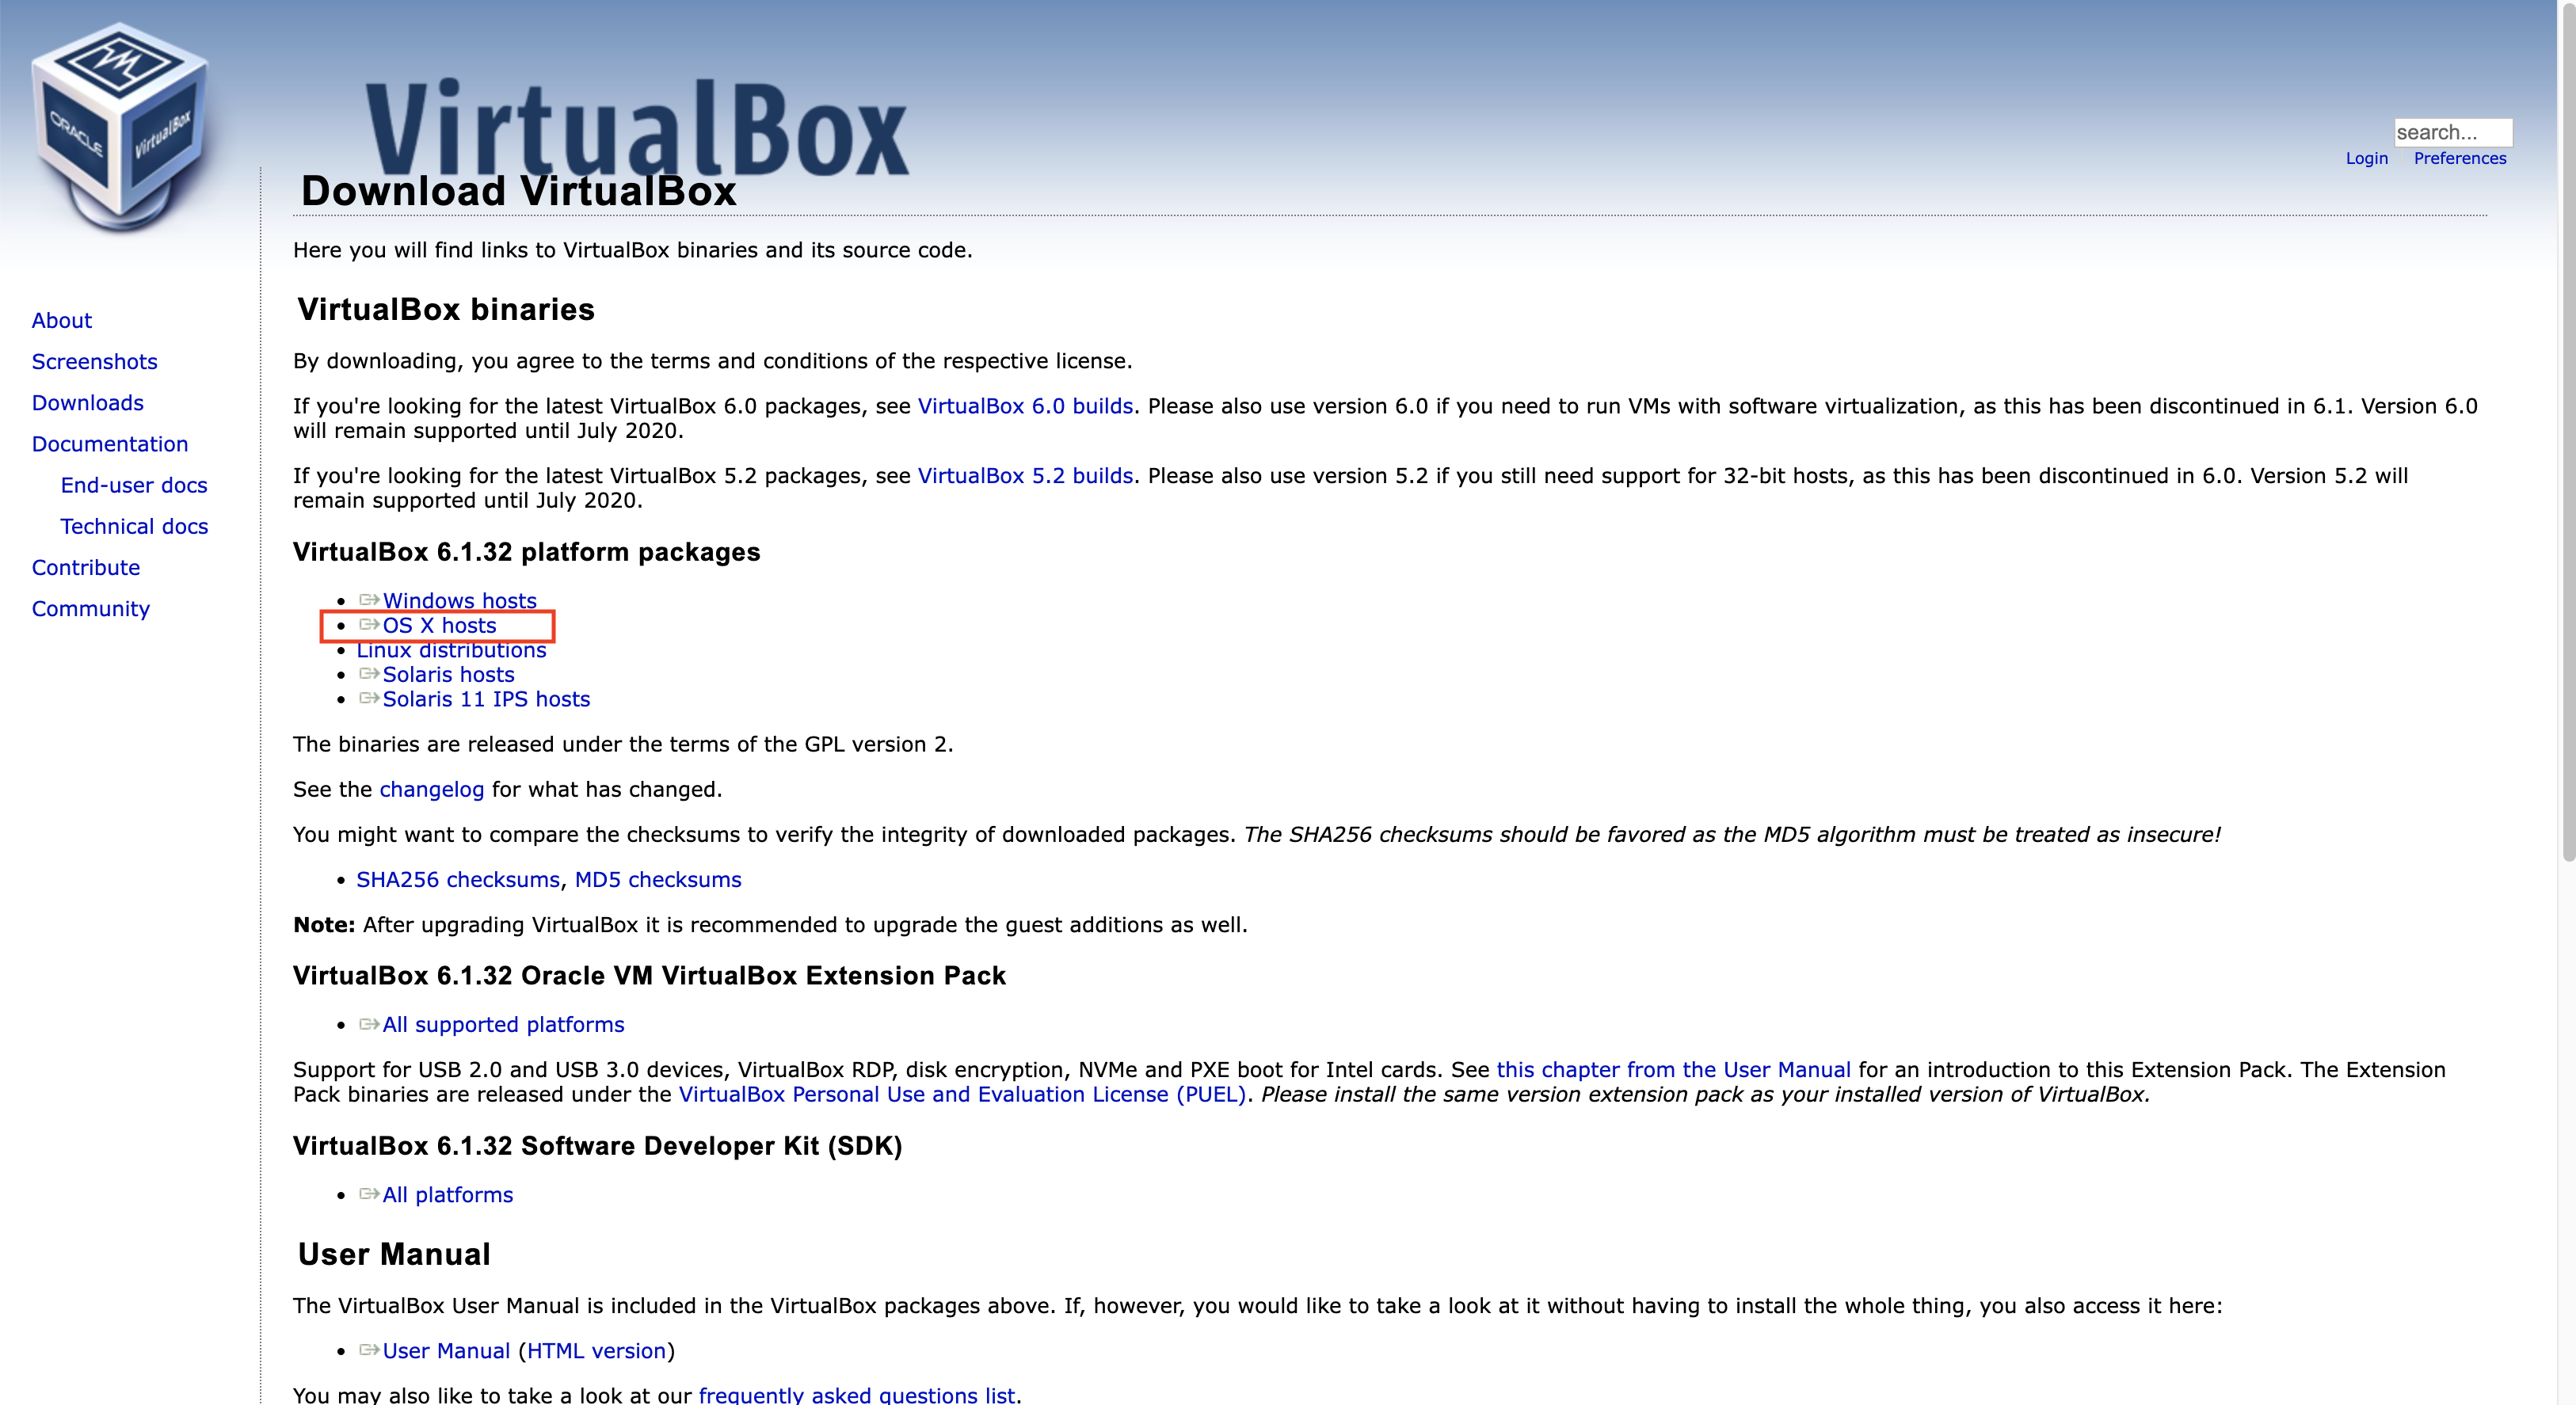 ORACLE
VirtualBox
VirtualBox
search...
Login Preferences
Download VirtualBox
Here you will find links to VirtualBox binaries and its source code.
About
Screenshots
Downloads
Documentation
End-user docs
Technical docs
Contribute
Community
VirtualBox binaries
By downloading, you agree to the terms and conditions of the respective license.
If you're looking for the latest VirtualBox 6.0 packages, see VirtualBox 6.0 builds. Please also use version 6.0 if you need to run VMs with software virtualization, as this has been discontinued in 6.1. Version 6.0
will remain supported until July 2020.
If you're looking for the latest VirtualBox 5.2 packages, see VirtualBox 5.2 builds. Please also use version 5.2 if you still need support for 32-bit hosts, as this has been discontinued in 6.0. Version 5.2 will
remain supported until July 2020.
VirtualBox 6.1.32 platform packages
Windows hosts
OS X hosts
Linux distributions
Solaris hosts
Solaris 11 IPS hosts
The binaries are released under the terms of the GPL version 2.
See the changelog for what has changed.
You might want to compare the checksums to verify the integrity of downloaded packages. The SHA256 checksums should be favored as the MD5 algorithm must be treated as insecure!
SHA256 checksums, MD5 checksums
Note: After upgrading VirtualBox it is recommended to upgrade the guest additions as well.
VirtualBox 6.1.32 Oracle VM VirtualBox Extension Pack
All supported platforms
Support for USB 2.0 and USB 3.0 devices, VirtualBox RDP, disk encryption, NVMe and PXE boot for Intel cards. See this chapter from the User Manual for an introduction to this Extension Pack. The Extension
Pack binaries are released under the VirtualBox Personal Use and Evaluation License (PUEL). Please install the same version extension pack as your installed version of VirtualBox.
VirtualBox 6.1.32 Software Developer Kit (SDK)
All platforms
User Manual
The VirtualBox User Manual is included in the VirtualBox packages above. If, however, you would like to take a look at it without having to install the whole thing, you also access it here:
User Manual (HTML version)
You may also like to take a look at our frequently asked questions list.